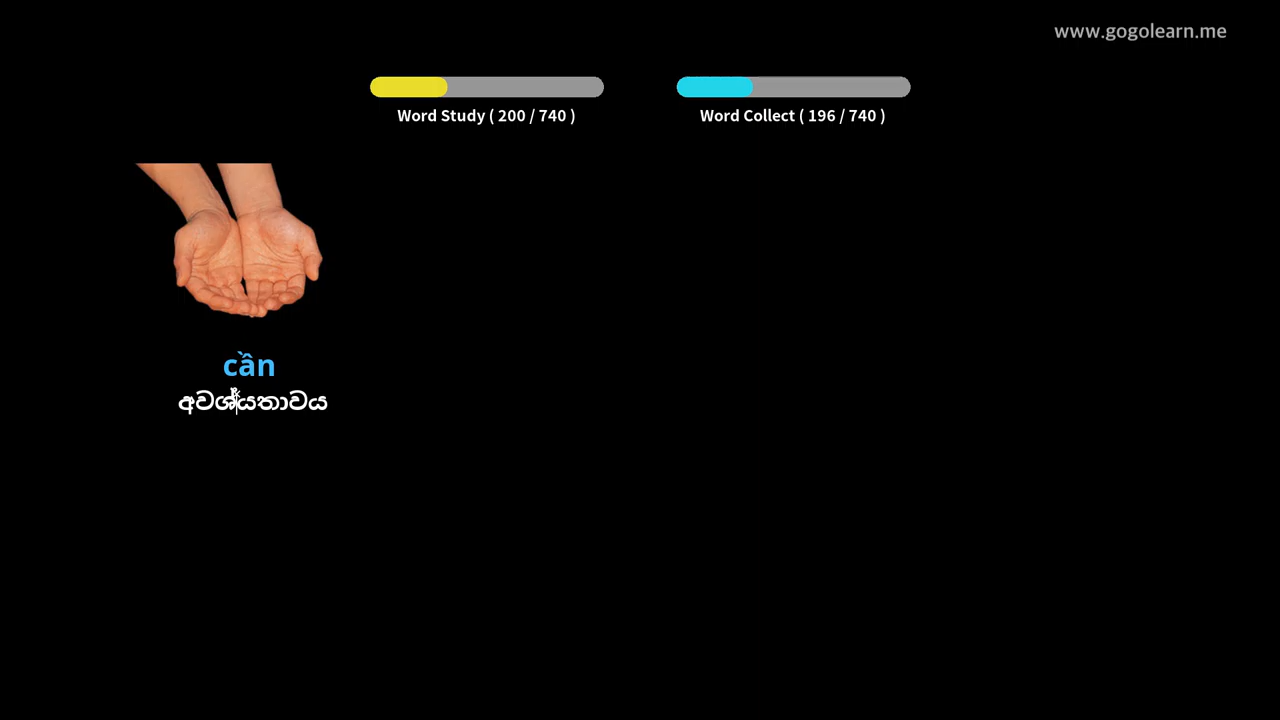 www.gogolearn.me
Word Study ( 200 / 740 )
Word Collect ( 196 / 740 )
cần
අවශ්‍යතාවය